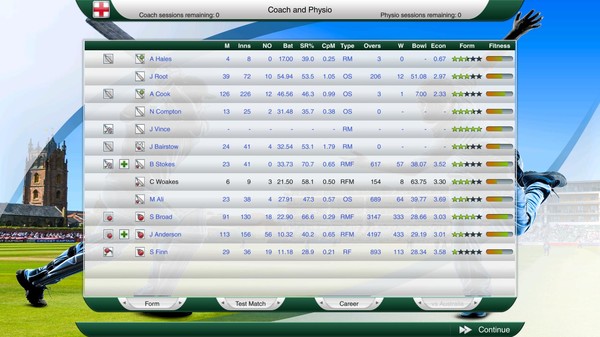 Coach and Physio
Coach sessions remaining: 0 Physio sessions remaining: 0
M Inns NO Bat SR% CpM Type Overs W Bowl Econ Form Fitness
A Hales 4 8 0 17.00 39.0 0.25 RM 3 0 - 0.67
J Root 39 72 10 54.94 53.5 1.05 OS 206 12 51.08 2.97
A Cook 126 226 12 46.56 46.3 0.99 OS 3 1 7.00 2.33
N Compton 13 25 2 31.48 35.7 0.38 OS 0 0 - -
J Vince - - - - - - RM - - - -
J Bairstow 24 41 4 32.54 53.1 1.79 RM 0 0 - -
B Stokes 23 41 0 33.73 70.7 0.65 RMF 617 57 38.07 3.52
C Woakes 6 9 3 21.50 58.1 0.50 RFM 154 8 63.75 3.30
M Ali 23 38 4 27.91 47.3 0.57 OS 689 64 39.77 3.69
S Broad 91 130 18 22.90 66.6 0.29 RMF 3147 333 28.66 3.03
J Anderson 113 156 56 10.32 40.2 0.65 RFM 4197 433 29.19 3.01
S Finn 29 36 19 11.18 28.9 0.21 RF 893 113 28.34 3.58
Form Test Match Career
Continue